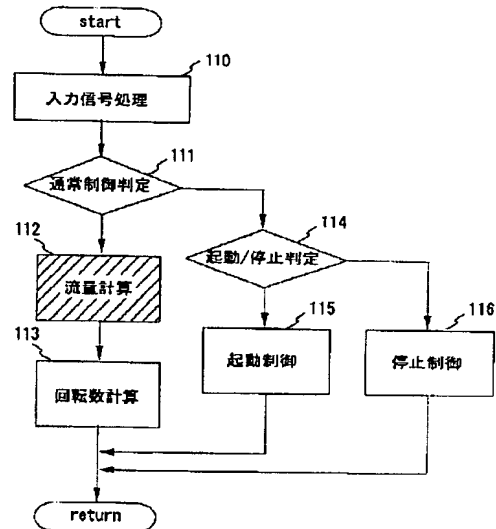 start
110
入力信号処理
111
通常制御判定
112
流量計算
113
回転数計算
114
起動/停止判定
115
起動制御
116
停止制御
return